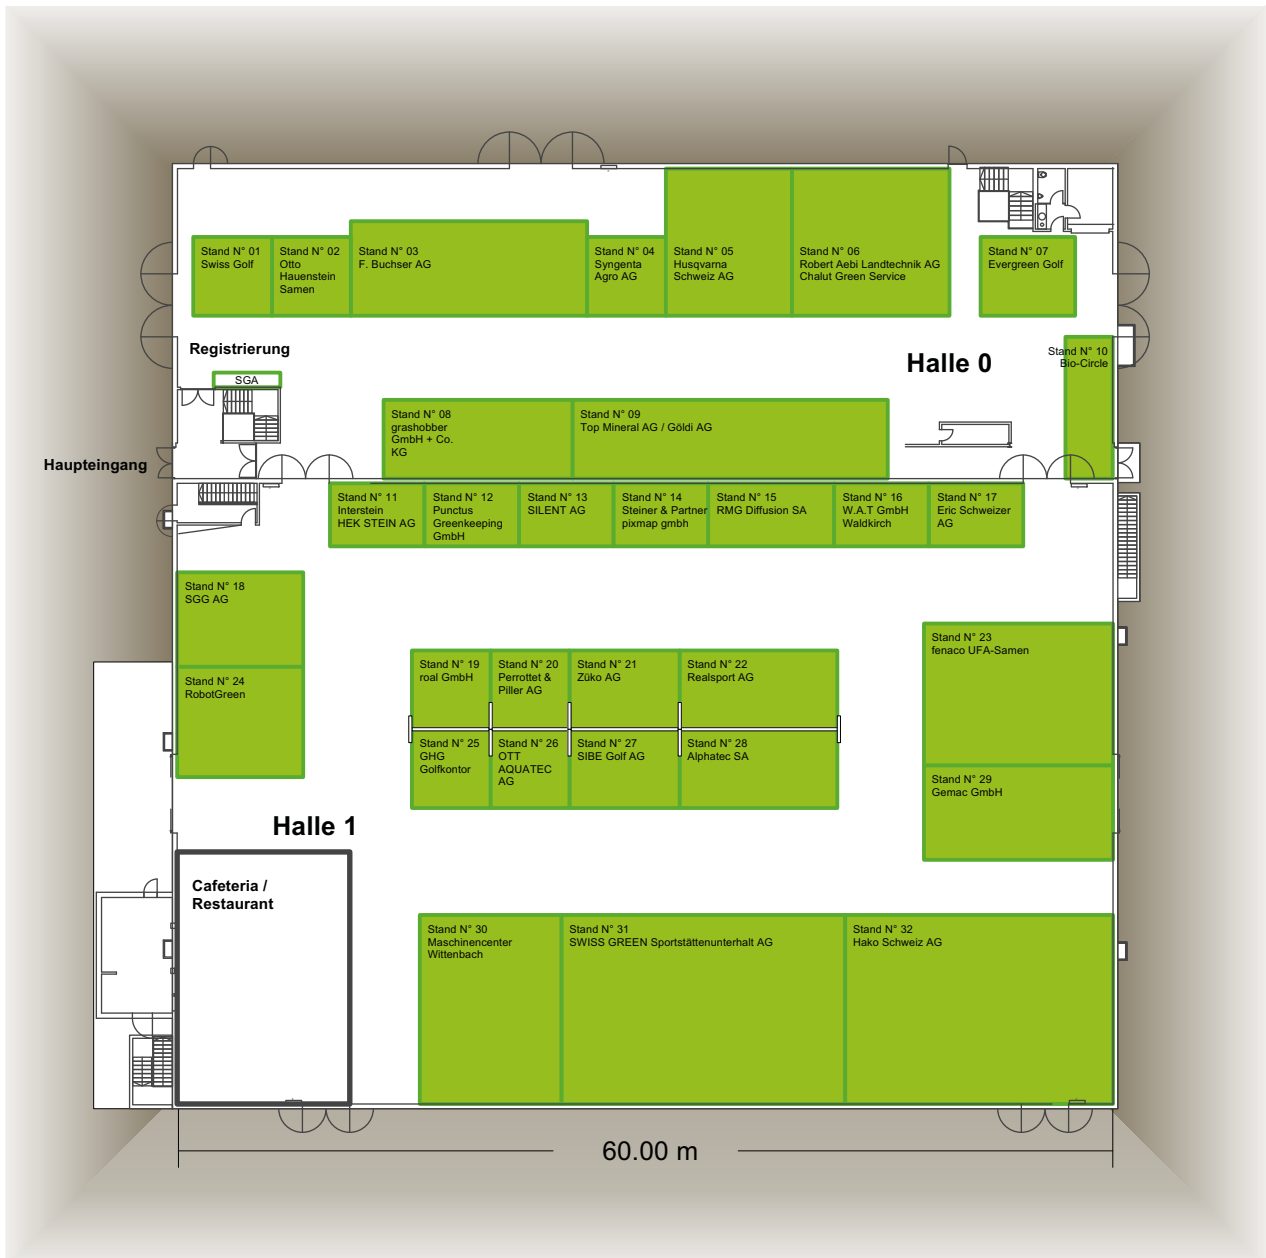 Stand N° 01
Swiss Golf
Stand N° 02
Otto
Hauenstein
Samen
Stand N° 03
F. Buchser AG
Stand N° 04
Syngenta
Agro AG
Stand N° 05
Husqvarna
Schweiz AG
Stand N° 06
Robert Aebi Landtechnik AG
Chalut Green Service
Stand N° 07
Evergreen Golf
Registrierung
SGA
Halle 0
Stand N° 10
Bio-Circle
Stand N° 08
grashobber
GmbH + Co.
KG
Stand N° 09
Top Mineral AG / Göldi AG
Haupteingang
Stand N° 11
Interstein
HEK STEIN AG
Stand N° 12
Punctus
Greenkeeping
GmbH
Stand N° 13
SILENT AG
Stand N° 14
Steiner & Partner
pixmap gmbh
Stand N° 15
RMG Diffusion SA
Stand N° 16
W.A.T GmbH
Waldkirch
Stand N° 17
Eric Schweizer
AG
Stand N° 18
SGG AG
Stand N° 24
RobotGreen
Stand N° 19
roal GmbH
Stand N° 20
Perrottet &
Piller AG
Stand N° 21
Züko AG
Stand N° 22
Realsport AG
Stand N° 23
fenaco UFA-Samen
Stand N° 25
GHG
Golfkontor
Stand N° 26
OTT
AQUATEC
AG
Stand N° 27
SIBE Golf AG
Stand N° 28
Alphatec SA
Stand N° 29
Gemac GmbH
Halle 1
Cafeteria /
Restaurant
Stand N° 30
Maschinencenter
Wittenbach
Stand N° 31
SWISS GREEN Sportstättenunterhalt AG
Stand N° 32
Hako Schweiz AG
60.00 m